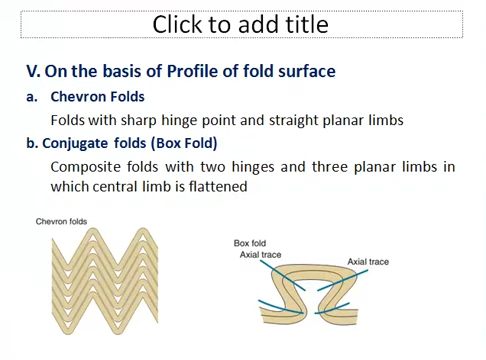 Click to add title
V. On the basis of Profile of fold surface
a. Chevron Folds
Folds with sharp hinge point and straight planar limbs
b. Conjugate folds (Box Fold)
Composite folds with two hinges and three planar limbs in
which central limb is flattened
Chevron folds
Box fold
Axial trace
Axial trace